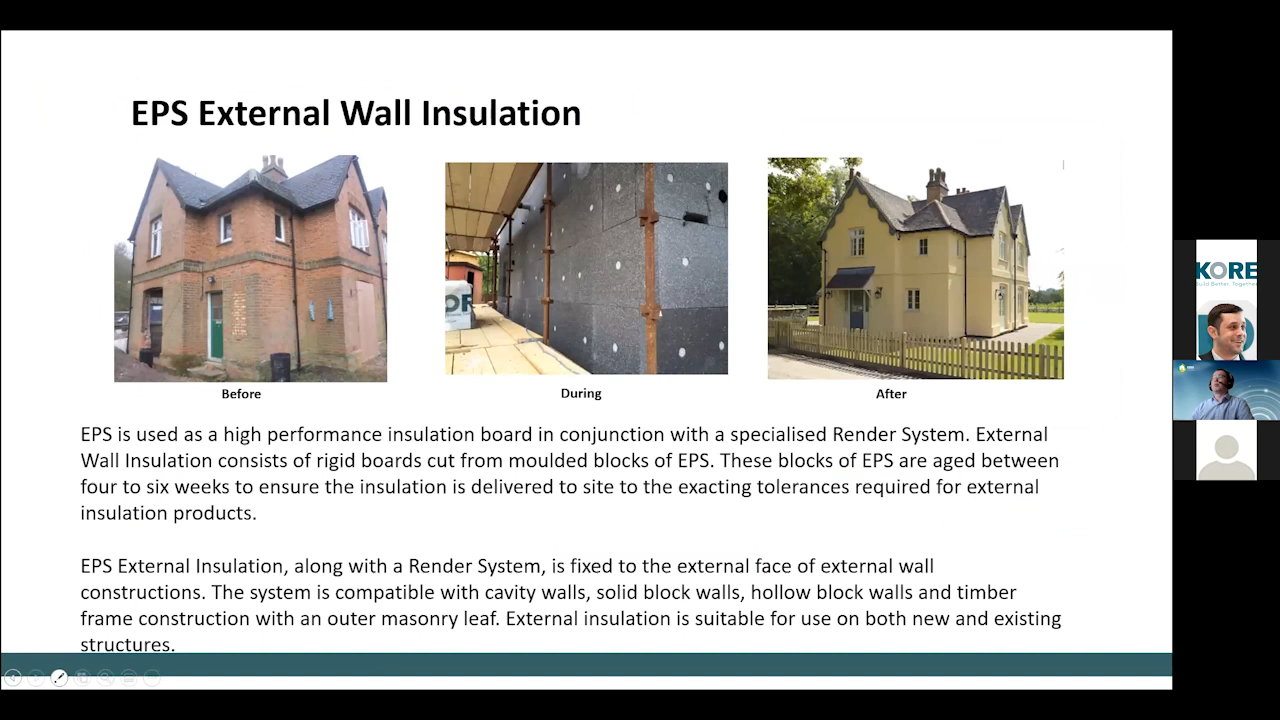 EPS External Wall Insulation
Before
During
After
EPS is used as a high performance insulation board in conjunction with a specialised Render System. External
Wall Insulation consists of rigid boards cut from moulded blocks of EPS. These blocks of EPS are aged between
four to six weeks to ensure the insulation is delivered to site to the exacting tolerances required for external
insulation products.
EPS External Insulation, along with a Render System, is fixed to the external face of external wall
constructions. The system is compatible with cavity walls, solid block walls, hollow block walls and timber
frame construction with an outer masonry leaf. External insulation is suitable for use on both new and existing
structures.
KORE
Build Better. Together